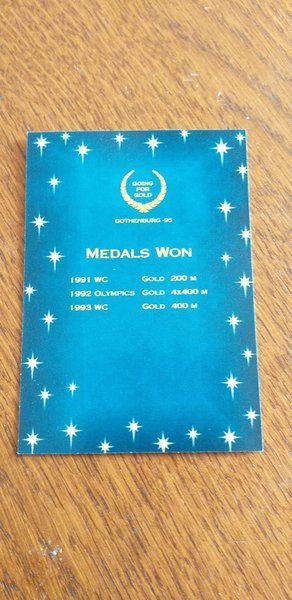 GOING
FOR
GOLD
GOTHENBURG -95
MEDALS WON
1991 WC GOLD 200 M
1992 OLYMPICS GOLD 4X400 M
1993 WC GOLD 400 M